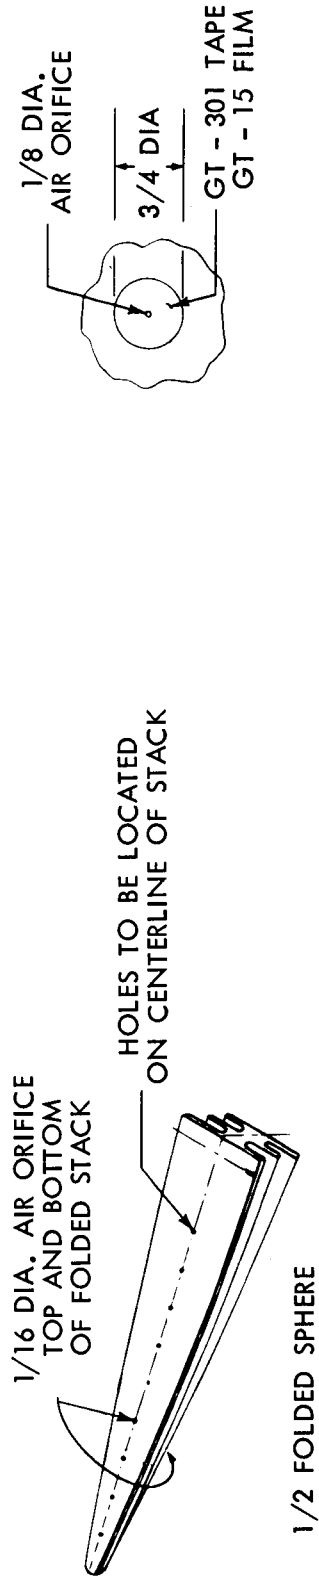 1/16 DIA. AIR ORIFICE
TOP AND BOTTOM
OF FOLDED STACK
HOLES TO BE LOCATED
ON CENTERLINE OF STACK
1/2 FOLDED SPHERE
1/8 DIA.
AIR ORIFICE
3/4 DIA
GT - 301 TAPE
GT - 15 FILM